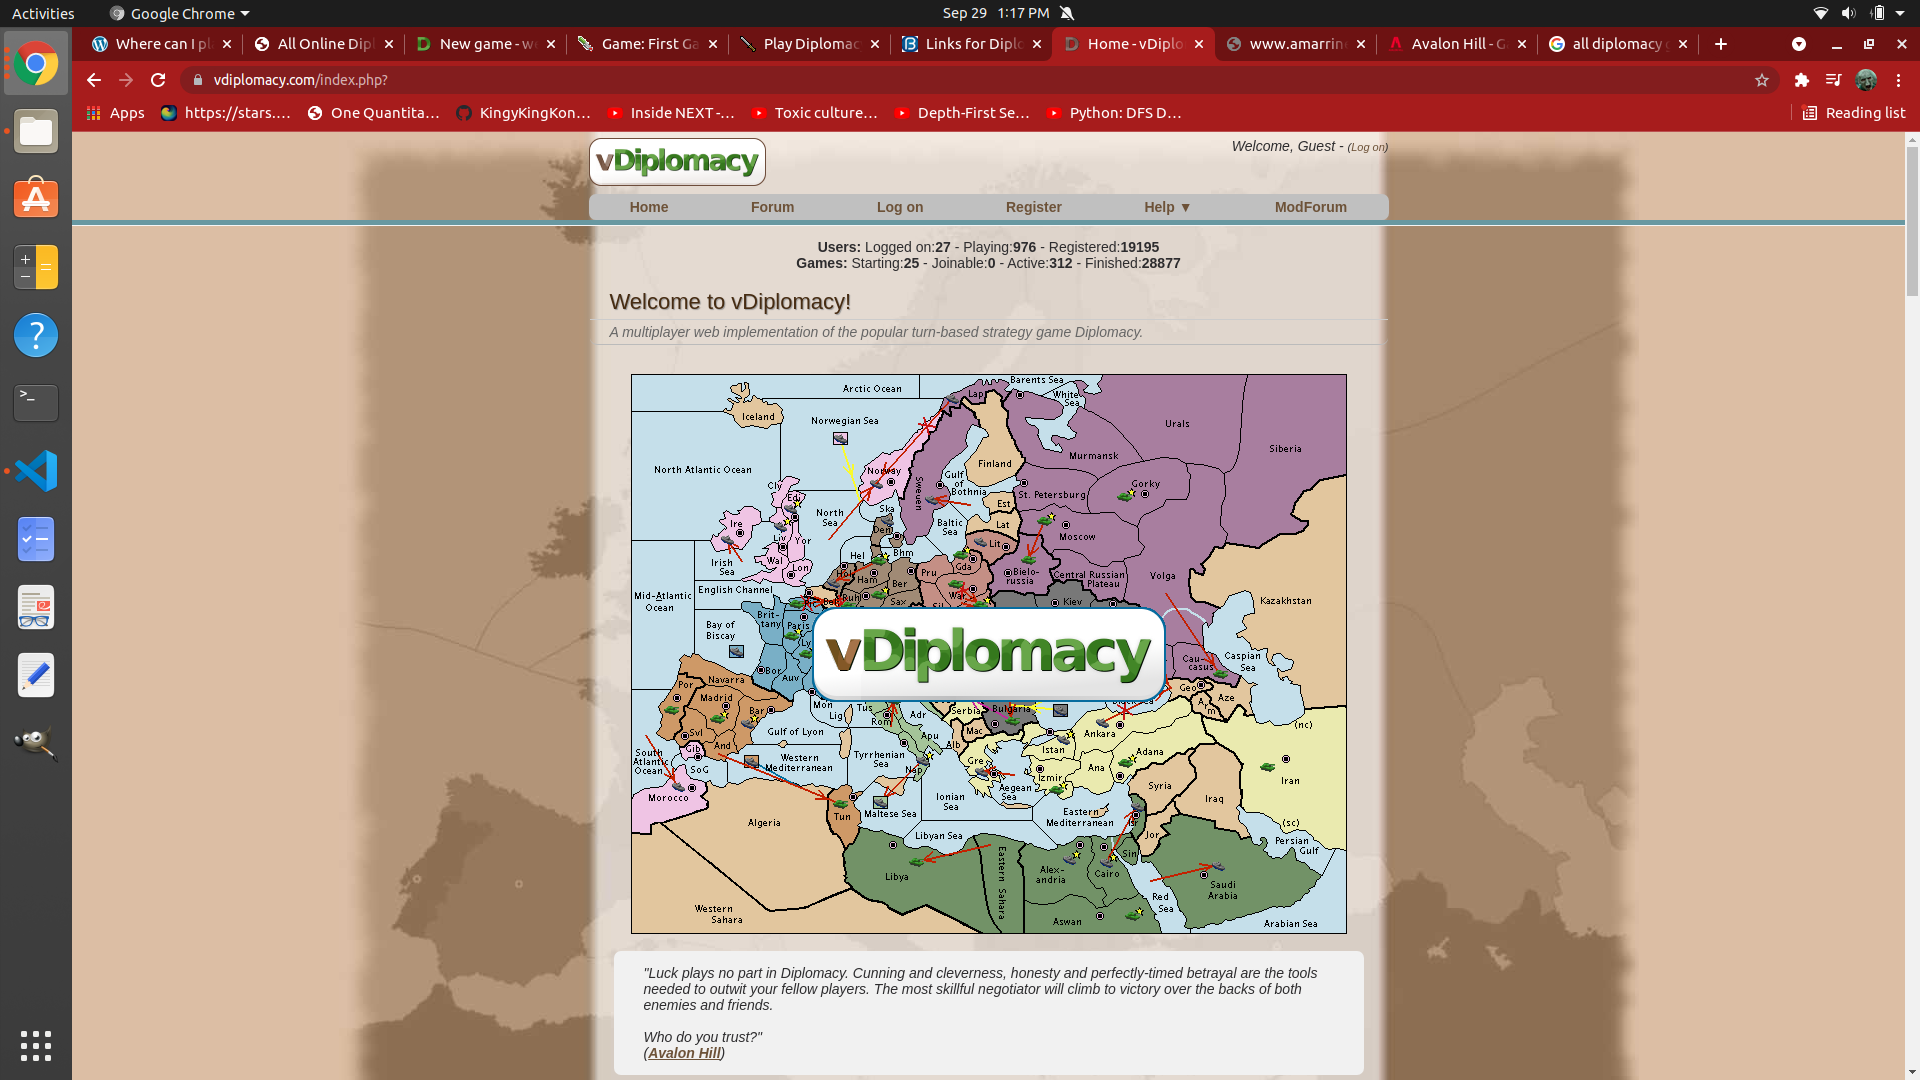 Activities
Google Chrome
Sep 29 1:17 PM
Where can I pl
All Online Dipl
New game - w
Game: First Ga
Play Diplomac
Links for Diplo
Home - vDiplo
www.amarrin
Avalon Hill - G
all diplomacy g
vdiplomacy.com/index.php?
Apps
https://stars....
One Quantita...
KingyKingKon...
Inside NEXT -...
Toxic culture...
Depth-First Se...
Python: DFS D...
Reading list
vDiplomacy
Welcome, Guest - (Log on)
Home Forum Log on Register Help ▼ ModForum
Users: Logged on:27 - Playing:976 - Registered:19195
Games: Starting:25 - Joinable:0 - Active:312 - Finished:28877
Welcome to vDiplomacy!
A multiplayer web implementation of the popular turn-based strategy game Diplomacy.
Arctic Ocean
Barents Sea
Lap
White Sea
Iceland
Norwegian Sea
Urals
Siberia
Murmansk
North Atlantic Ocean
Norway
Finland
Gulf of Bothnia
Gorky
Cly
Edi
Sweden
St. Petersburg
Est
Ska
North Sea
Ire
Den
Baltic Sea
Lat
Moscow
Liv
Yor
Lit
Hel
Bhm
Wal
Irish Sea
Lon
Hol
Ham
Ber
Pru
Gda
Bielo-russia
Central Russian Plateau
Volga
English Channel
Mid-Atlantic Ocean
Ruh
Sax
War
Sil
Kiev
Kazakhstan
Brit-tany
Paris
Bay of Biscay
Ly
vDiplomacy
Cau-casus
Caspian Sea
Bor
Auv
Navarra
Por
Madrid
Geo
Aze
Arm
Bar
Mon
Lig
Tus
Rom
Adr
Serbia
Bulgaria
(nc)
Svl
And
Gulf of Lyon
Apu
Mac
Alb
Istan
Ankara
Adana
Gib
SoG
South Atlantic Ocean
Western Mediterranean
Tyrrhenian Sea
Nap
Gre
Izmir
Ana
Iran
Syria
Iraq
Morocco
Ionian Sea
Aegean Sea
Tun
Maltese Sea
Eastern Mediterranean
Isr
Jor
(sc)
Algeria
Libyan Sea
Persian Gulf
Sin
Libya
Eastern Sahara
Alex-andria
Cairo
Saudi Arabia
Red Sea
Western Sahara
Aswan
Arabian Sea
"Luck plays no part in Diplomacy. Cunning and cleverness, honesty and perfectly-timed betrayal are the tools
needed to outwit your fellow players. The most skillful negotiator will climb to victory over the backs of both
enemies and friends.
Who do you trust?"
(Avalon Hill)